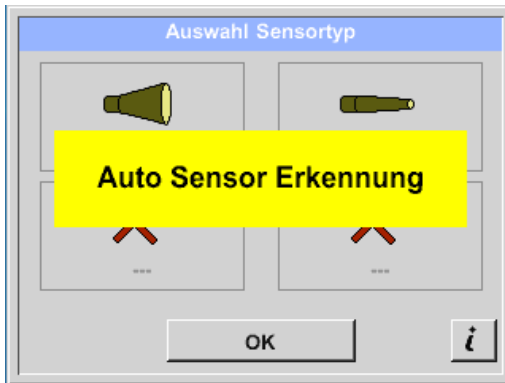 Auswahl Sensortyp
Auto Sensor Erkennung
---
---
OK
i